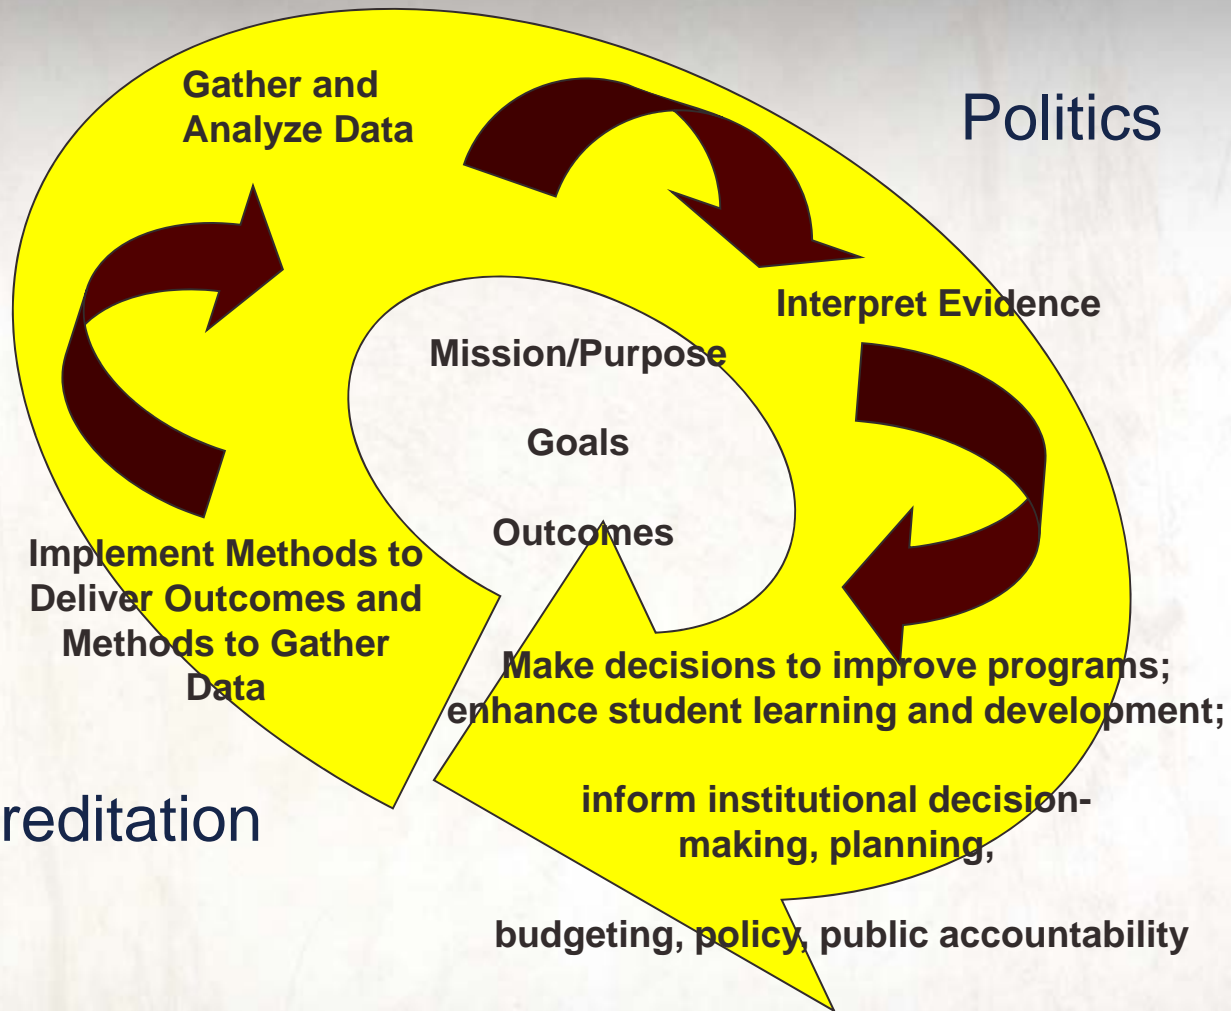 Gather and
Analyze Data
Politics
Interpret Evidence
Mission/Purpose
Goals
Outcomes
Implement Methods to
Deliver Outcomes and
Methods to Gather
Data
Make decisions to improve programs;
enhance student learning and development;
inform institutional decision-
making, planning,
budgeting, policy, public accountability
reditation